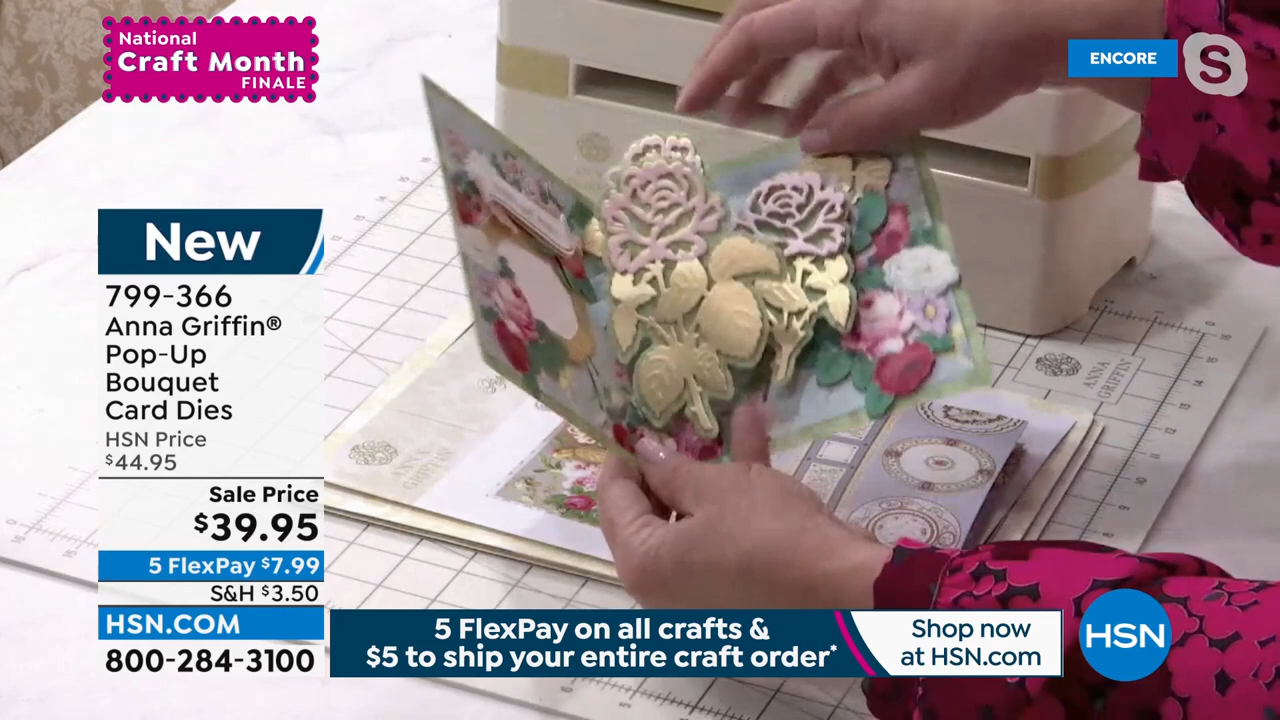 National
Craft Month
FINALE
ENCORE
S
New
799-366
Anna Griffin®
Pop-Up
Bouquet
Card Dies
HSN Price
$44.95
Sale Price
$39.95
5 FlexPay $7.99
S&H $3.50
HSN.COM
800-284-3100
ANNA
GRIFFIN
5 FlexPay on all crafts &
$5 to ship your entire craft order*
Shop now
at HSN.com
HSN